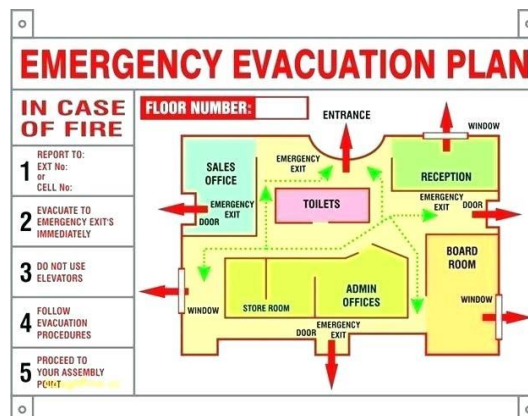 EMERGENCY EVACUATION PLAN
IN CASE
OF FIRE
1
REPORT TO:
EXT No:
or
CELL No:
2
EVACUATE TO
EMERGENCY EXIT'S
IMMEDIATELY
3
DO NOT USE
ELEVATORS
4
FOLLOW
EVACUATION
PROCEDURES
5
PROCEED TO
YOUR ASSEMBLY
POINT
FLOOR NUMBER:
ENTRANCE
WINDOW
SALES
OFFICE
EMERGENCY
EXIT
RECEPTION
EMERGENCY
EXIT
DOOR
TOILETS
EMERGENCY
EXIT
DOOR
BOARD
ROOM
WINDOW
STORE ROOM
ADMIN
OFFICES
WINDOW
DOOR
EMERGENCY
EXIT